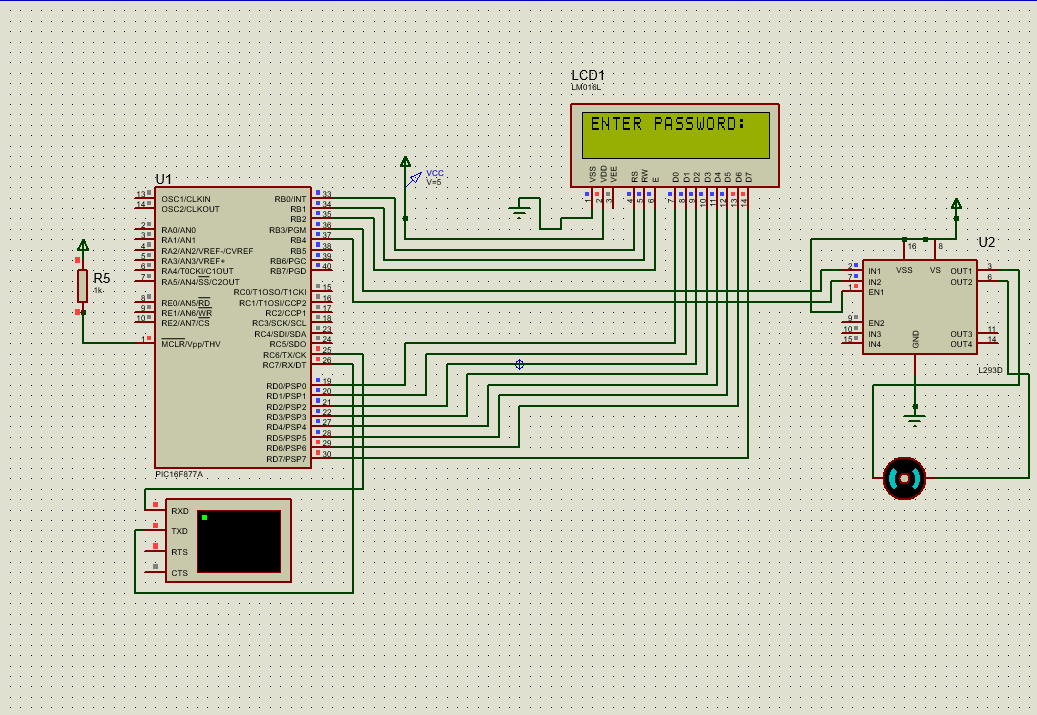 LCD1
LM016L
ENTER PASSWORD:
VSS
VDD
VEE
RS
RW
E
D0
D1
D2
D3
D4
D5
D6
D7
1
2
3
4
5
6
7
8
9
10
11
12
13
14
VCC
V=5
U1
13 OSC1/CLKIN
14 OSC2/CLKOUT
2 RA0/AN0
3 RA1/AN1
4 RA2/AN2/VREF-/CVREF
5 RA3/AN3/VREF+
6 RA4/T0CKI/C1OUT
7 RA5/AN4/SS/C2OUT
8 RE0/AN5/RD
9 RE1/AN6/WR
10 RE2/AN7/CS
1 MCLR/Vpp/THV
RB0/INT 33
RB1 34
RB2 35
RB3/PGM 36
RB4 37
RB5 38
RB6/PGC 39
RB7/PGD 40
RC0/T1OSO/T1CKI 15
RC1/T1OSI/CCP2 16
RC2/CCP1 17
RC3/SCK/SCL 18
RC4/SDI/SDA 23
RC5/SDO 24
RC6/TX/CK 25
RC7/RX/DT 26
RD0/PSP0 19
RD1/PSP1 20
RD2/PSP2 21
RD3/PSP3 22
RD4/PSP4 27
RD5/PSP5 28
RD6/PSP6 29
RD7/PSP7 30
PIC16F877A
R5
1k
RXD
TXD
RTS
CTS
U2
16
8
VSS
VS
2 IN1
7 IN2
1 EN1
9 EN2
10 IN3
15 IN4
OUT1 3
OUT2 6
OUT3 11
OUT4 14
GND
L293D